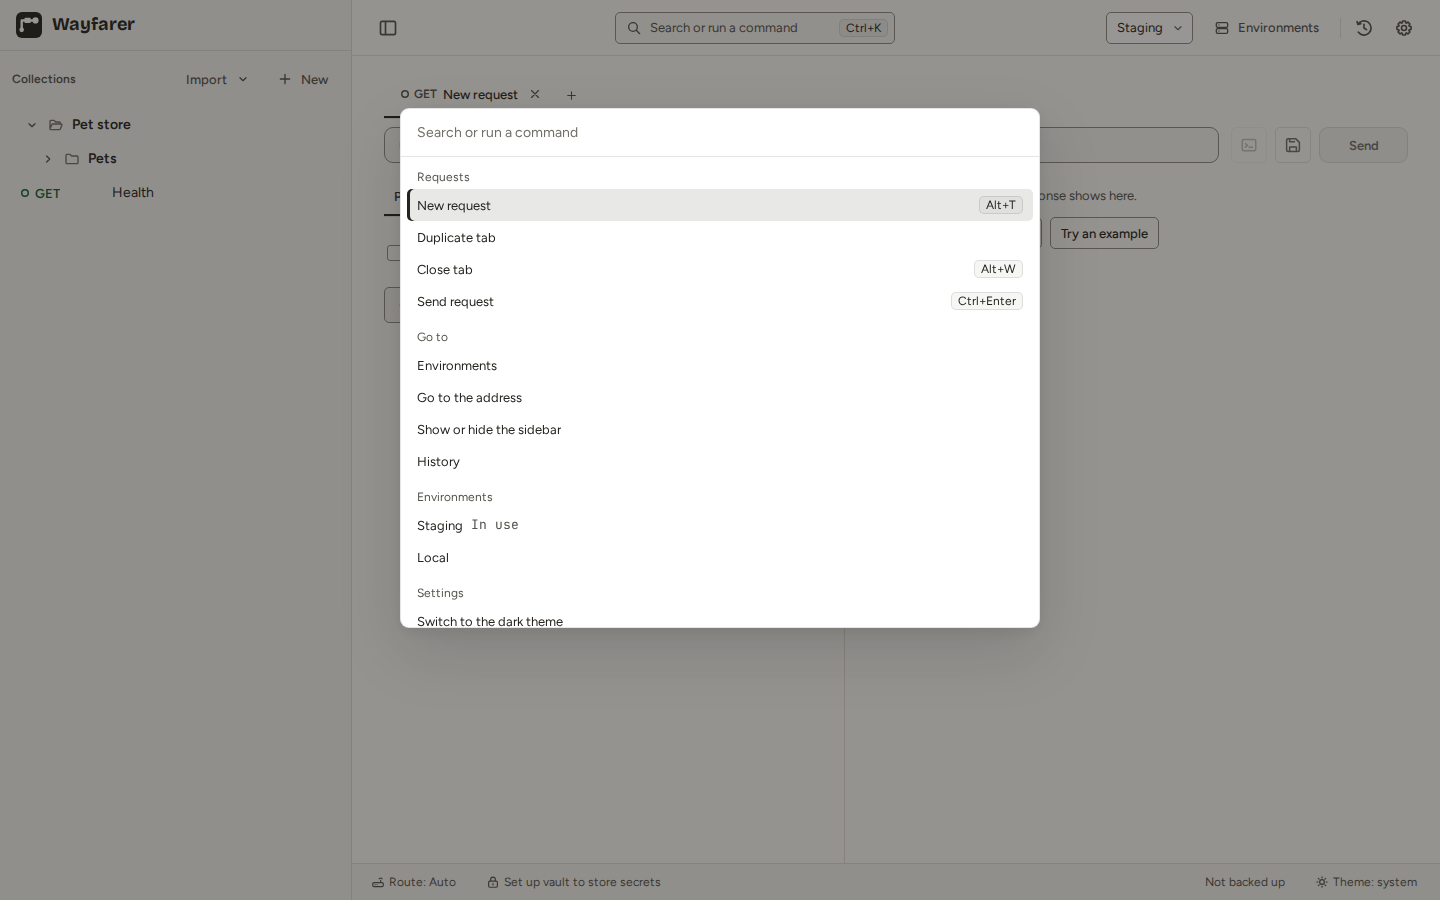 Wayfarer
Search or run a command
Ctrl+K
Staging
Environments
Collections
Import
New
GET New request
Pet store
Pets
GET Health
Send
Search or run a command
Requests
New request
Alt+T
Duplicate tab
Close tab
Alt+W
Send request
Ctrl+Enter
Go to
Environments
Go to the address
Show or hide the sidebar
History
Environments
Staging In use
Local
Settings
Switch to the dark theme
shows here.
Try an example
Route: Auto
Set up vault to store secrets
Not backed up
Theme: system